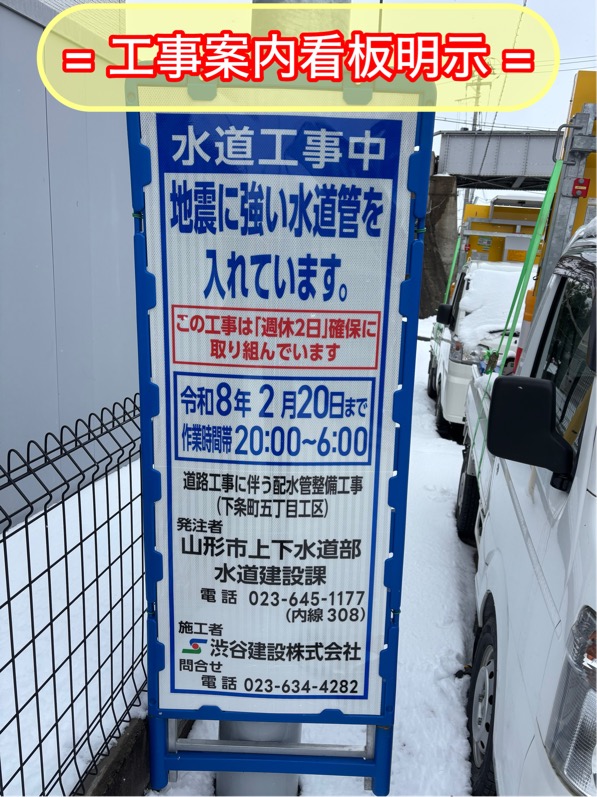 = 工事案内看板明示 =
水道工事中
地震に強い水道管を
入れています。
この工事は「週休2日」確保に
取り組んでいます
令和8年 2月20日まで
作業時間帯 20:00～6:00
道路工事に伴う配水管整備工事
(下条町五丁目工区)
発注者
山形市上下水道部
水道建設課
電話 023-645-1177
(内線308)
施工者
渋谷建設株式会社
問合せ
電話 023-634-4282